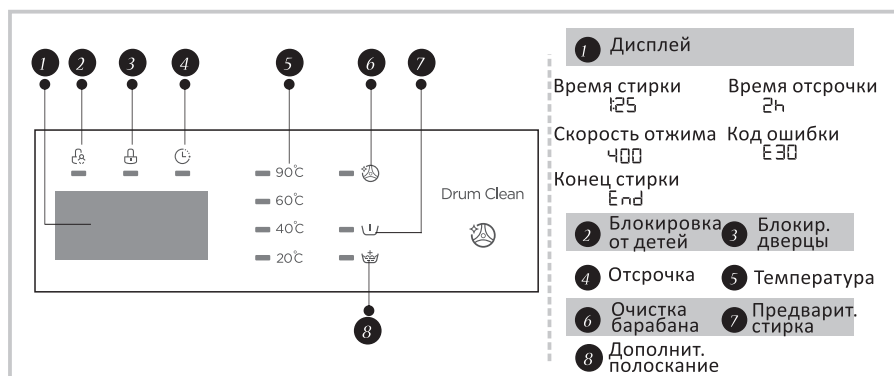 1 2 3 4 5 6 7
90°C
60°C
40°C
20°C
Drum Clean
8
1 Дисплей
Время стирки Время отсрочки
1:25 2h
Скорость отжима Код ошибки
400 E30
Конец стирки
End
2 Блокировка от детей 3 Блокир. дверцы
4 Отсрочка 5 Температура
6 Очистка барабана 7 Предварит. стирка
8 Дополнит. полоскание